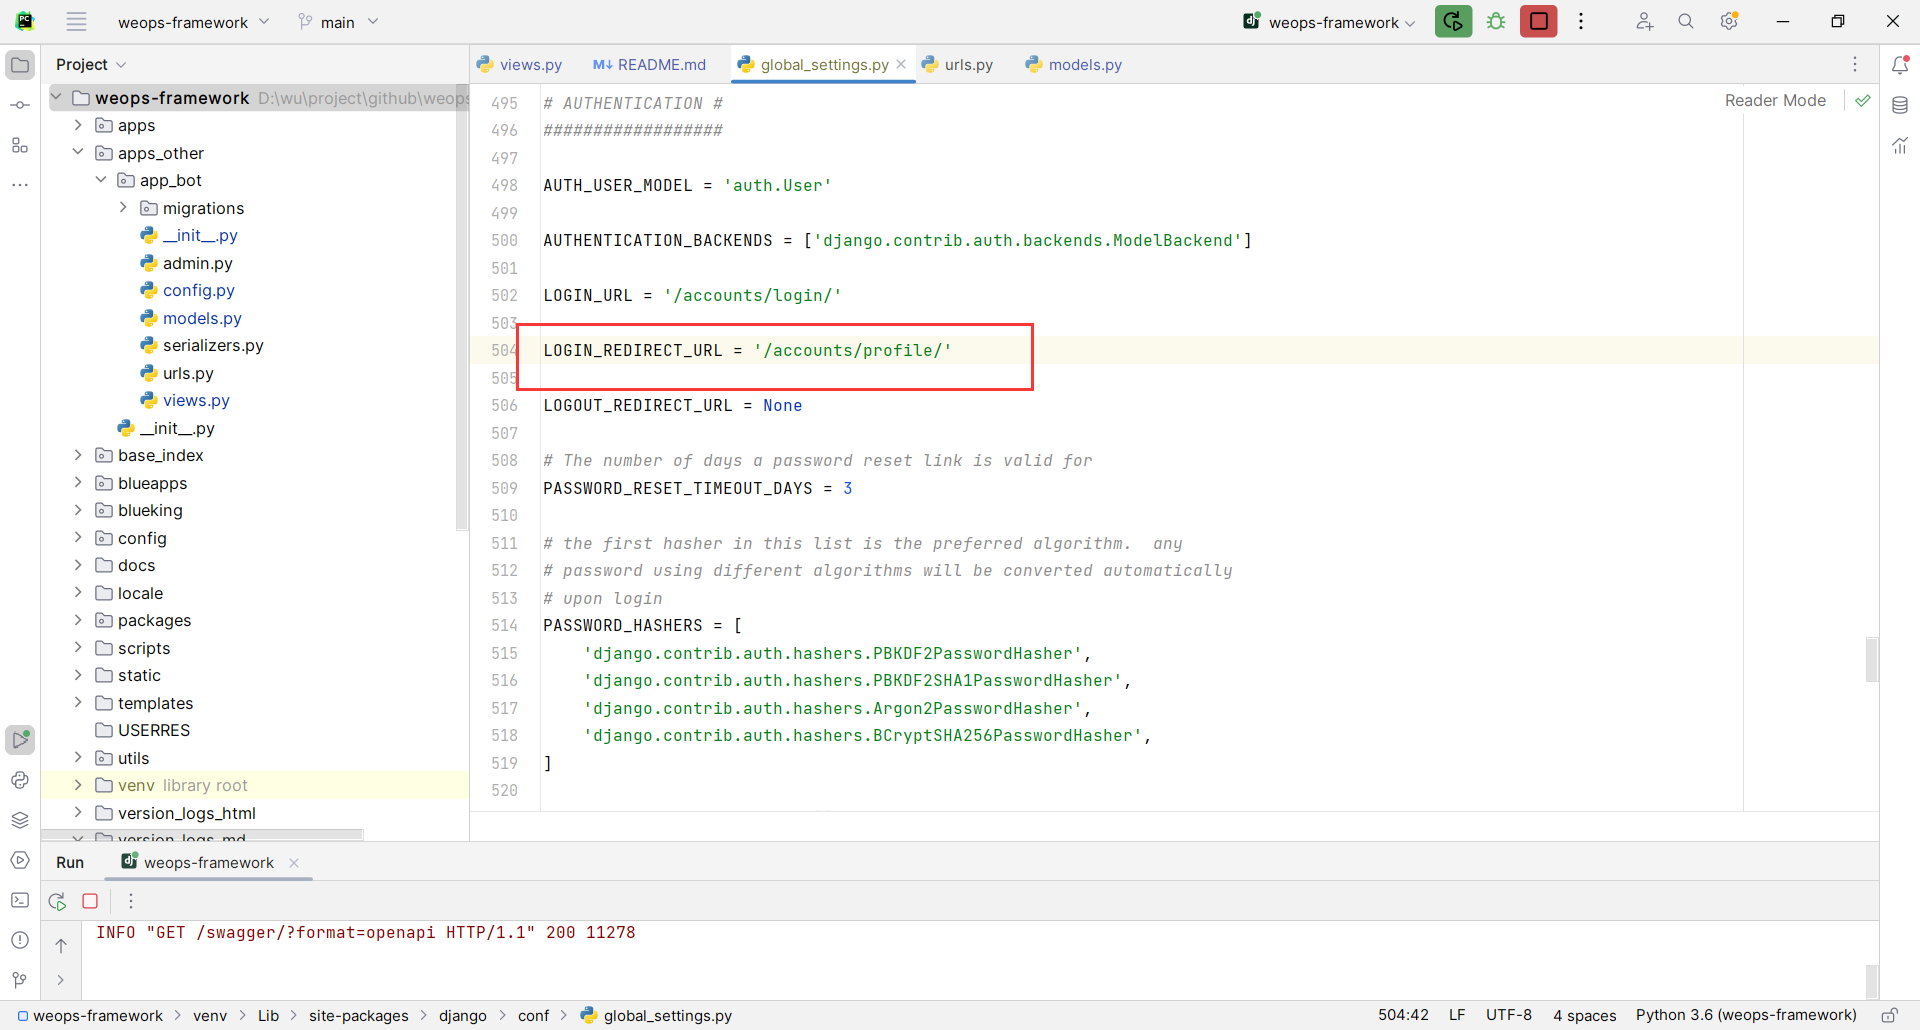 weops-framework
main
weops-framework
Project
views.py
README.md
global_settings.py
urls.py
models.py
weops-framework D:\wu\project\github\weops
apps
apps_other
app_bot
migrations
__init__.py
admin.py
config.py
models.py
serializers.py
urls.py
views.py
__init__.py
base_index
blueapps
blueking
config
docs
locale
packages
scripts
static
templates
USERRES
utils
venv library root
version_logs_html
version_logs_md
Reader Mode
495 # AUTHENTICATION #
496 ##################
497
498 AUTH_USER_MODEL = 'auth.User'
499
500 AUTHENTICATION_BACKENDS = ['django.contrib.auth.backends.ModelBackend']
501
502 LOGIN_URL = '/accounts/login/'
503
504 LOGIN_REDIRECT_URL = '/accounts/profile/'
505
506 LOGOUT_REDIRECT_URL = None
507
508 # The number of days a password reset link is valid for
509 PASSWORD_RESET_TIMEOUT_DAYS = 3
510
511 # the first hasher in this list is the preferred algorithm.  any
512 # password using different algorithms will be converted automatically
513 # upon login
514 PASSWORD_HASHERS = [
515     'django.contrib.auth.hashers.PBKDF2PasswordHasher',
516     'django.contrib.auth.hashers.PBKDF2SHA1PasswordHasher',
517     'django.contrib.auth.hashers.Argon2PasswordHasher',
518     'django.contrib.auth.hashers.BCryptSHA256PasswordHasher',
519 ]
520
Run
weops-framework
INFO "GET /swagger/?format=openapi HTTP/1.1" 200 11278
weops-framework > venv > Lib > site-packages > django > conf > global_settings.py
504:42 LF UTF-8 4 spaces Python 3.6 (weops-framework)